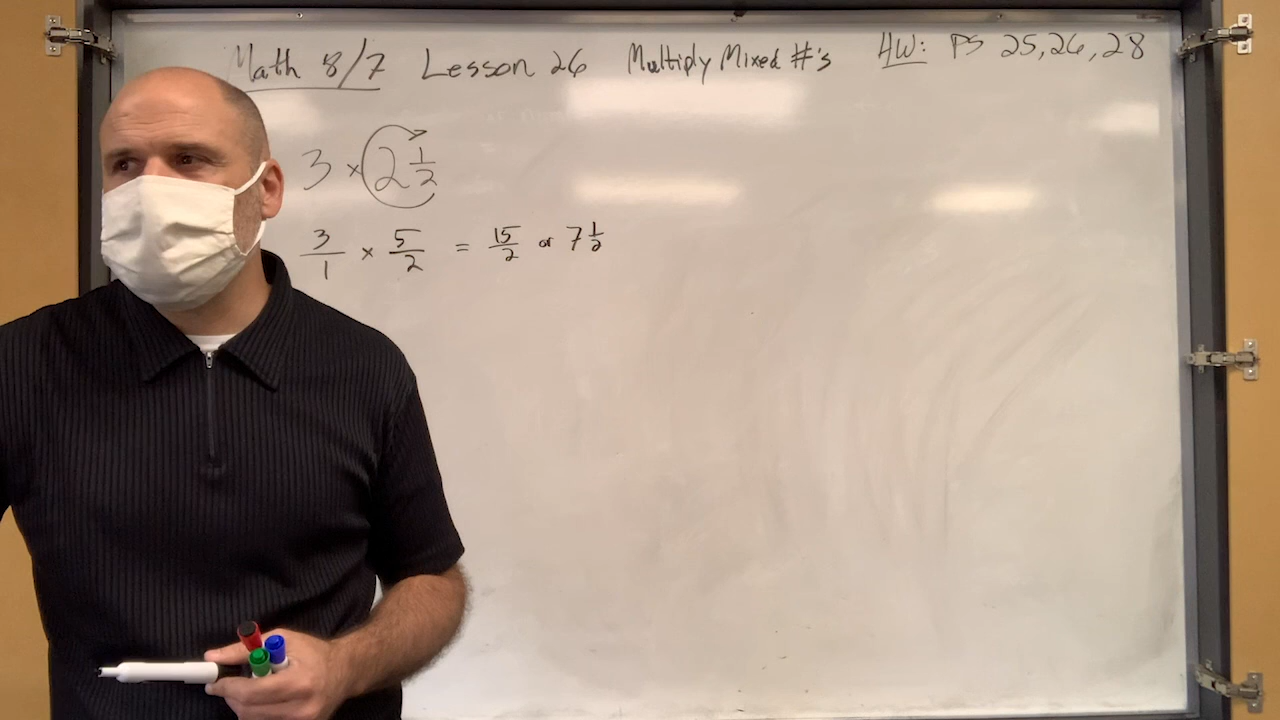 Math 8/7 Lesson 26 Multiply Mixed #'s HW: PS 25, 26, 28
3 × 2 1/2
3/1 × 5/2 = 15/2 or 7 1/2